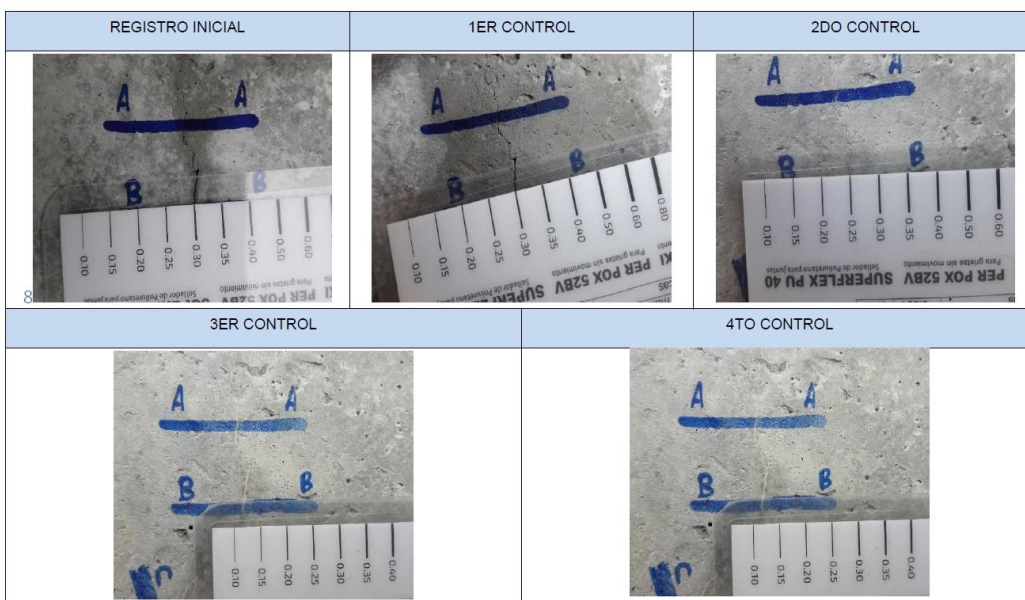 REGISTRO INICIAL
1ER CONTROL
2DO CONTROL
A A
B B
0.10 0.15 0.20 0.25 0.30 0.35 0.40 0.50 0.60
Para grietas sin movimiento
Sellador de Poliuretano para juntas
PER POX 52BV
8
A A
B B
0.10 0.15 0.20 0.25 0.30 0.35 0.40 0.50 0.60 0.80
Para grietas sin movimiento
PER POX 52BV
A A
B B
0.10 0.15 0.20 0.25 0.30 0.35 0.40 0.50 0.60
Para grietas sin movimiento
Sellador de Poliuretano para juntas
PER POX 52BV SUPERFLEX PU 40
3ER CONTROL
4TO CONTROL
A A
B B
0.10 0.15 0.20 0.25 0.30 0.35 0.40
A A
B B
0.10 0.15 0.20 0.25 0.30 0.35 0.40